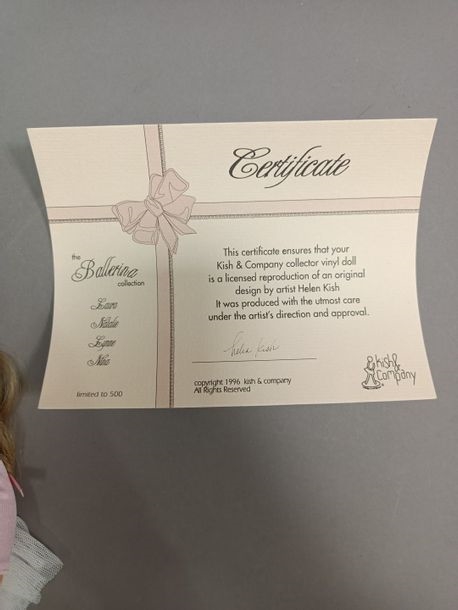 Certificate
the
Ballerina
collection
Laura
Natalie
Lynne
Nina
limited to 500
This certificate ensures that your
Kish & Company collector vinyl doll
is a licensed reproduction of an original
design by artist Helen Kish
It was produced with the utmost care
under the artist's direction and approval.
helen kish
copyright 1996 kish & company
All Rights Reserved
kish &
Company